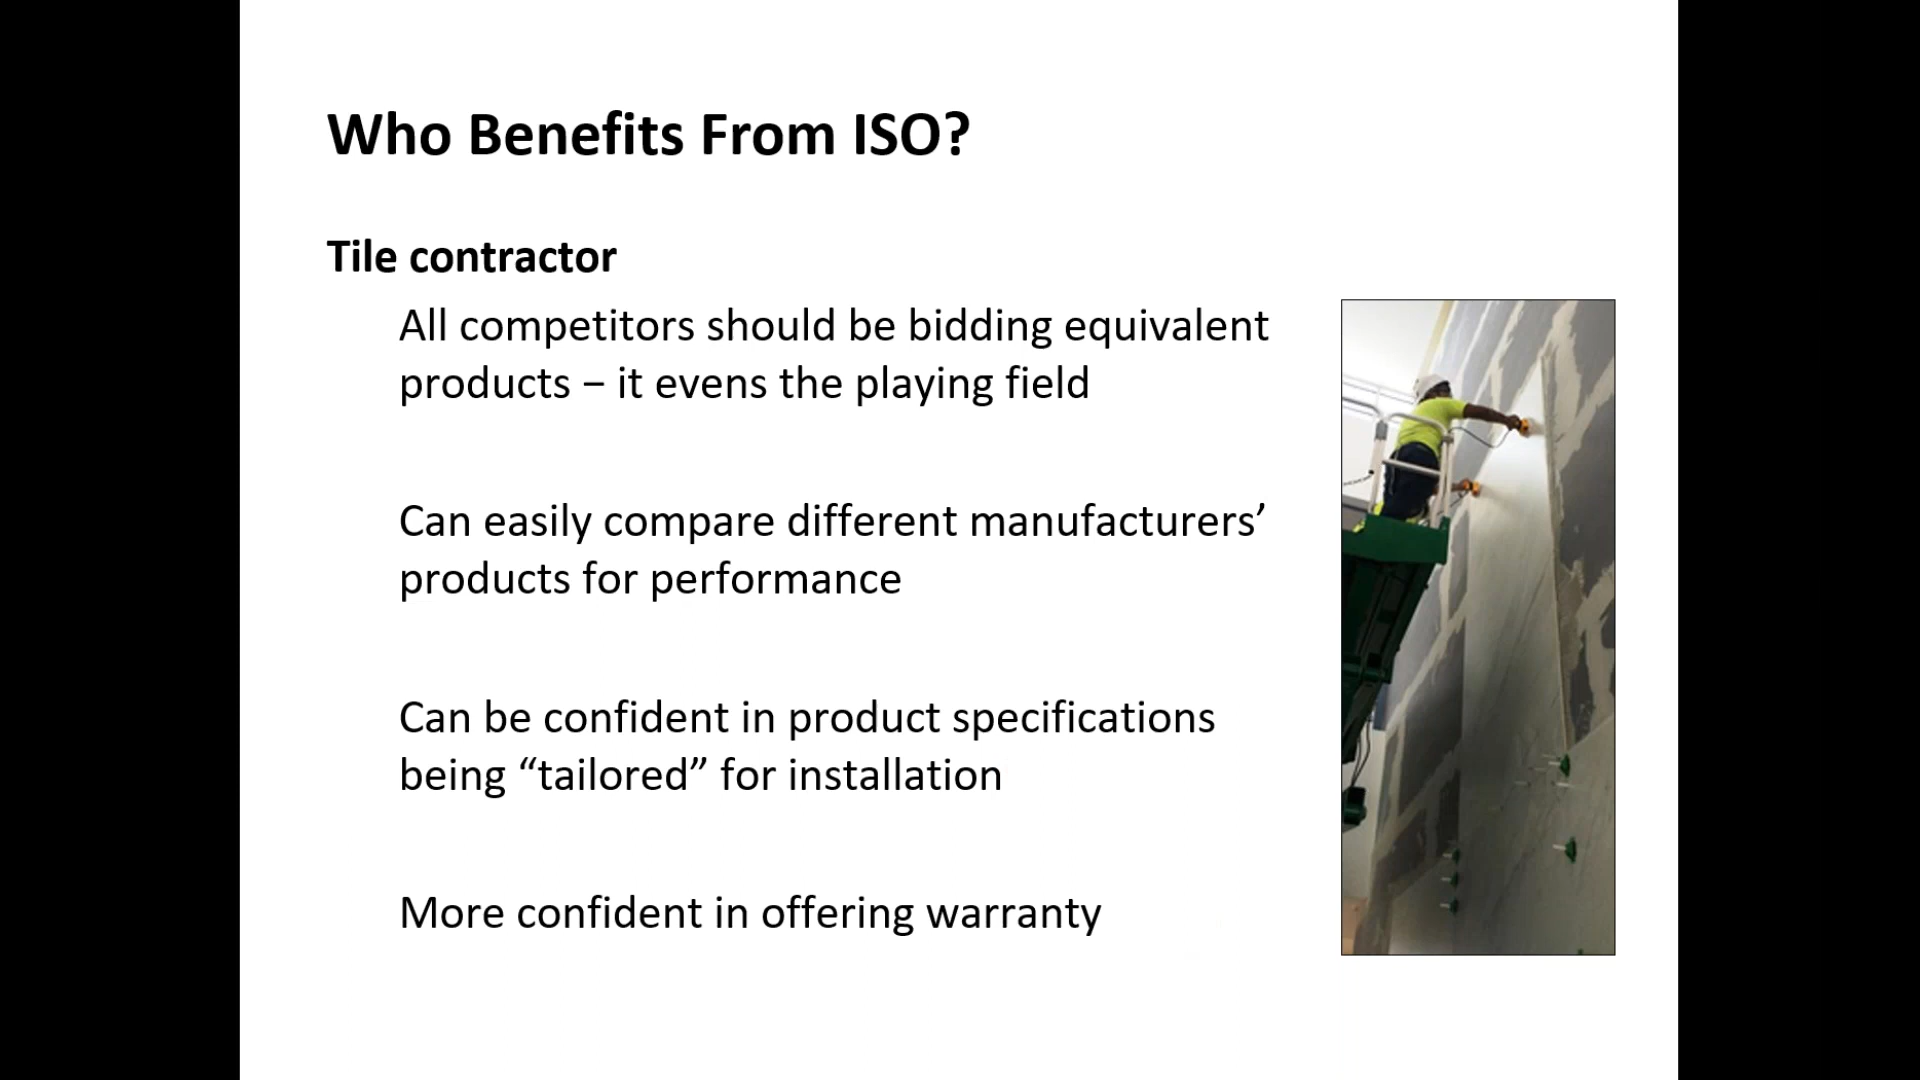 Who Benefits From ISO?
Tile contractor
All competitors should be bidding equivalent
products – it evens the playing field
Can easily compare different manufacturers’
products for performance
Can be confident in product specifications
being “tailored” for installation
More confident in offering warranty